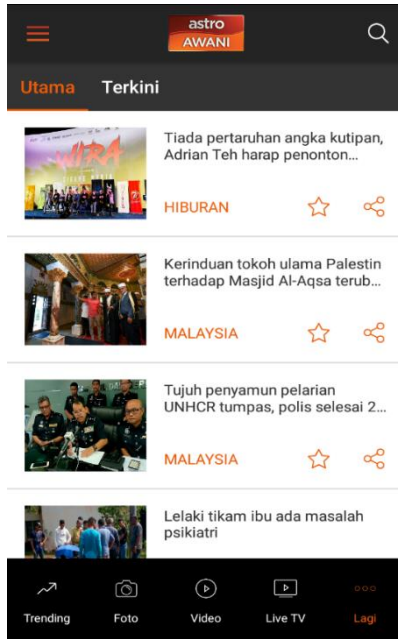 astro
AWANI
Utama Terkini
WIRA
Tiada pertaruhan angka kutipan,
Adrian Teh harap penonton...
HIBURAN
Kerinduan tokoh ulama Palestin
terhadap Masjid Al-Aqsa terub...
MALAYSIA
Tujuh penyamun pelarian
UNHCR tumpas, polis selesai 2...
MALAYSIA
Lelaki tikam ibu ada masalah
psikiatri
Trending Foto Video Live TV Lagi